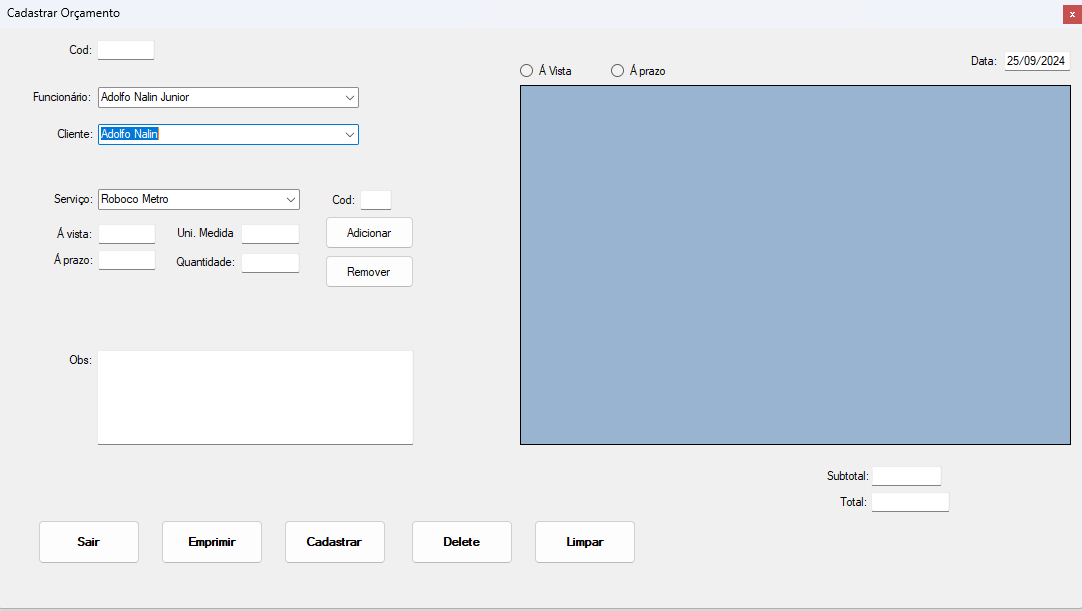 Cadastrar Orçamento
x
Cod:
Data: 25/09/2024
Á Vista
Á prazo
Funcionário: Adolfo Nalin Junior
Cliente: Adolfo Nalin
Serviço: Roboco Metro
Cod:
Á vista:
Uni. Medida
Adicionar
Á prazo:
Quantidade:
Remover
Obs:
Subtotal:
Total:
Sair
Emprimir
Cadastrar
Delete
Limpar